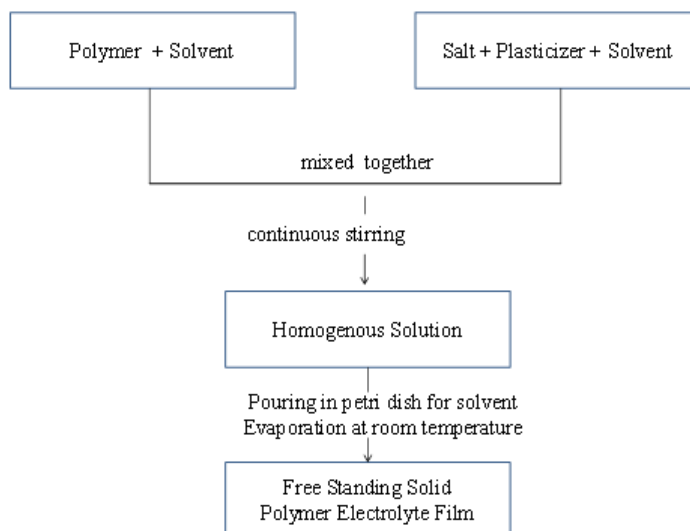 Polymer + Solvent
Salt + Plasticizer + Solvent
mixed together
continuous stirring
Homogenous Solution
Pouring in petri dish for solvent
Evaporation at room temperature
Free Standing Solid
Polymer Electrolyte Film